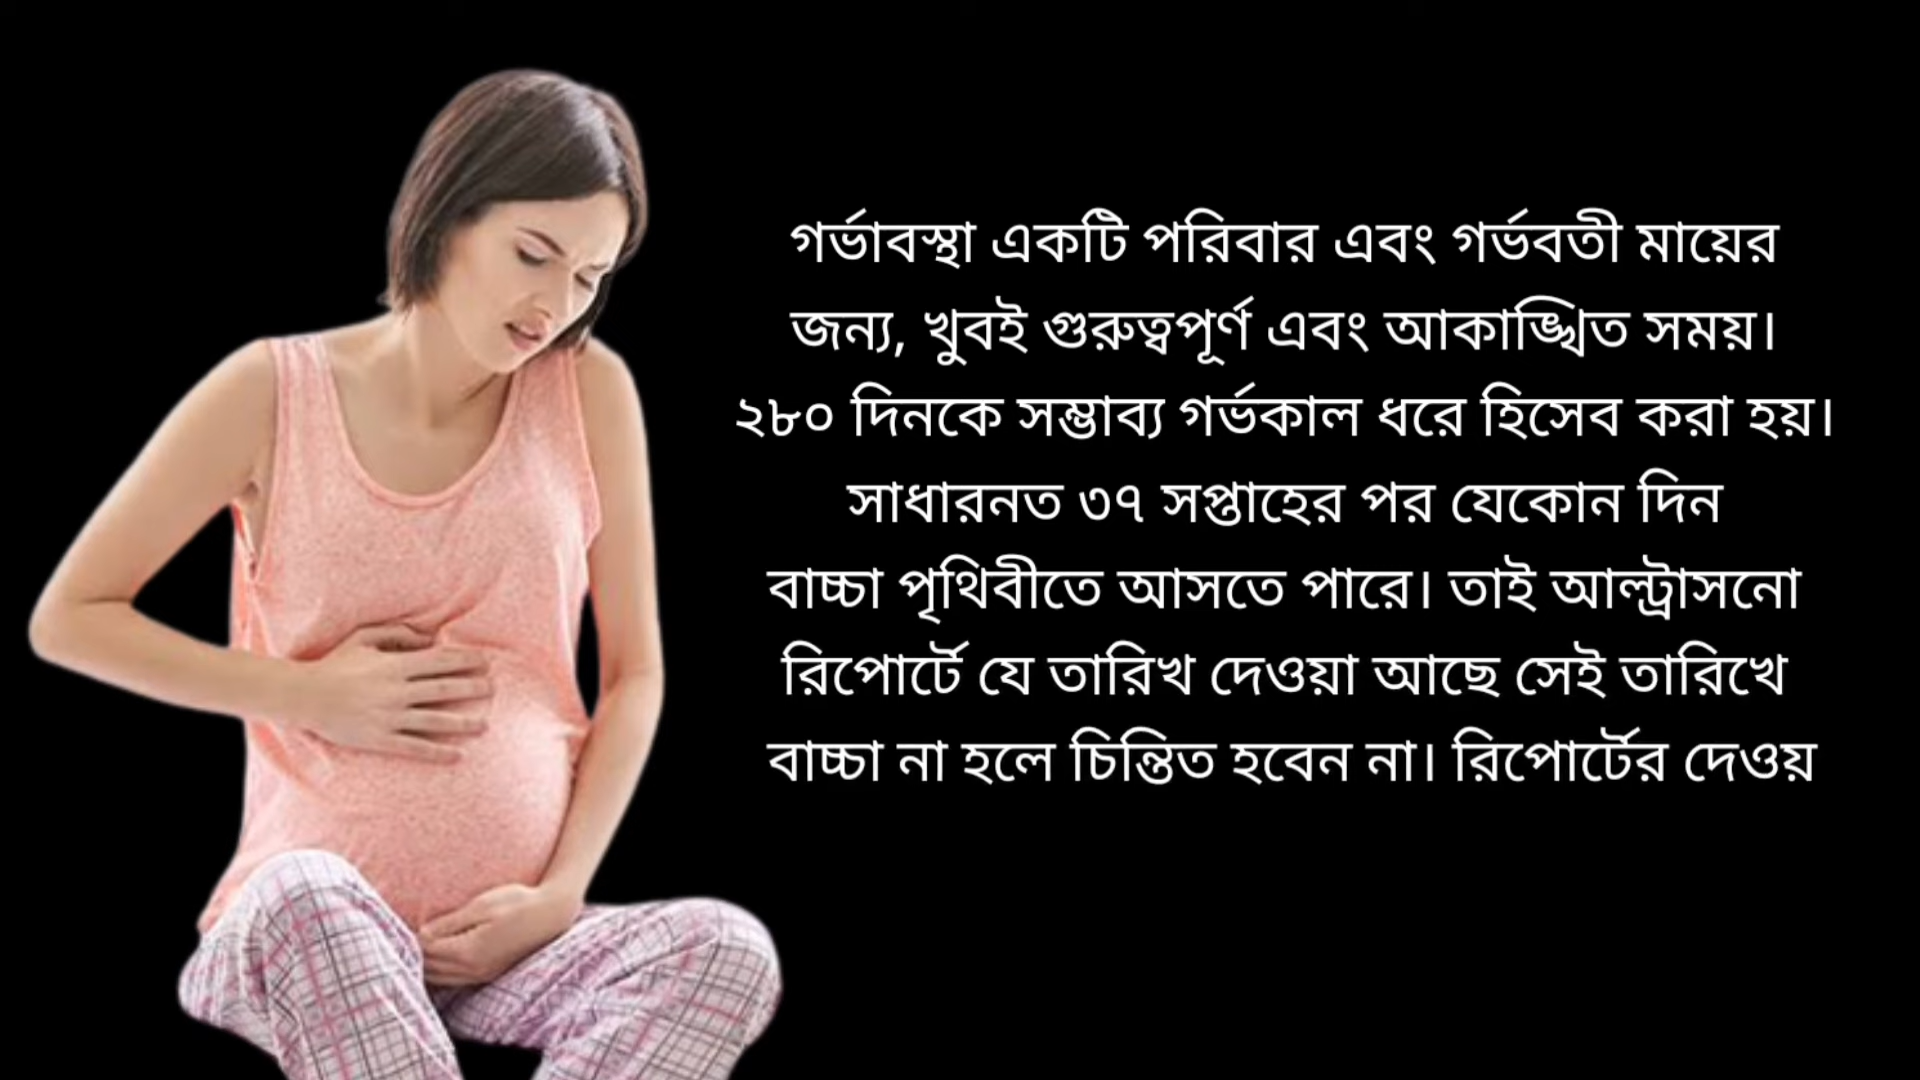 গর্ভাবস্থা একটি পরিবার এবং গর্ভবতী মায়ের
জন্য, খুবই গুরুত্বপূর্ণ এবং আকাঙ্খিত সময়।
২৮০ দিনকে সম্ভাব্য গর্ভকাল ধরে হিসেব করা হয়।
সাধারনত ৩৭ সপ্তাহের পর যেকোন দিন
বাচ্চা পৃথিবীতে আসতে পারে। তাই আল্ট্রাসনো
রিপোর্টে যে তারিখ দেওয়া আছে সেই তারিখে
বাচ্চা না হলে চিন্তিত হবেন না। রিপোর্টের দেওয়